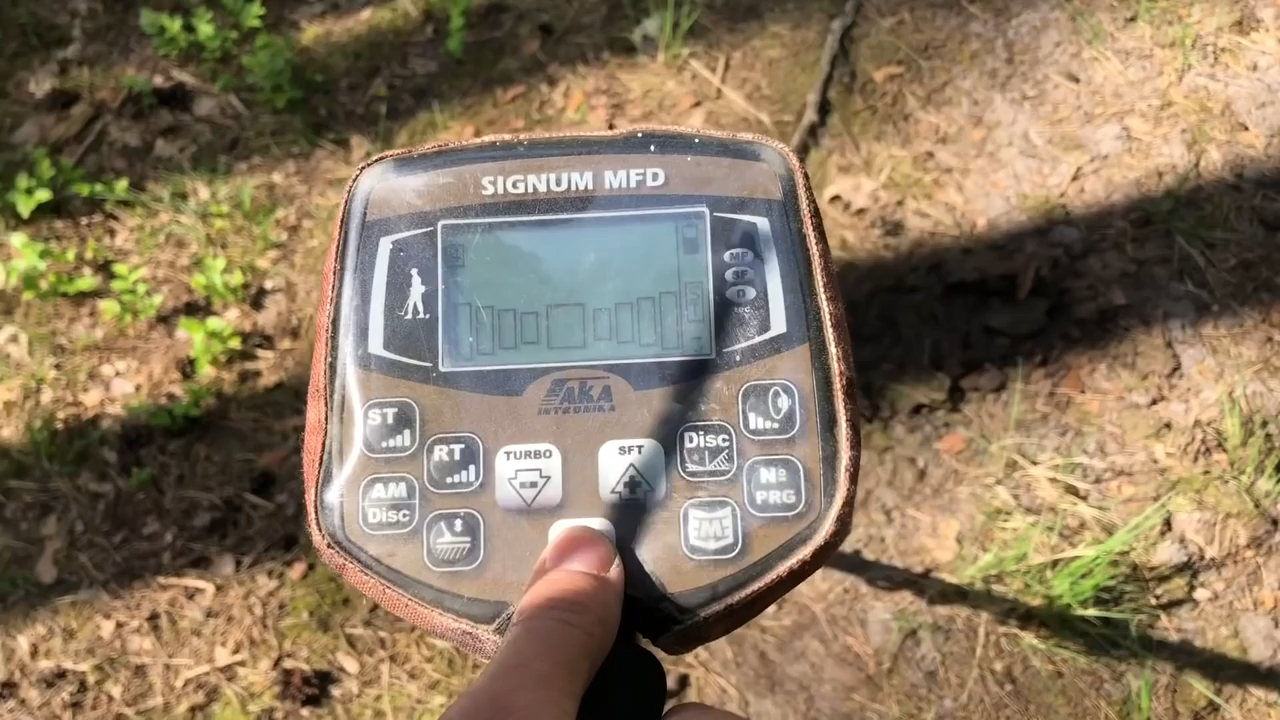 SIGNUM MFD
MF
SF
D
AKA
INTRONIKA
ST
RT
TURBO
SFT
Disc
AM
Disc
Nº
PRG
M